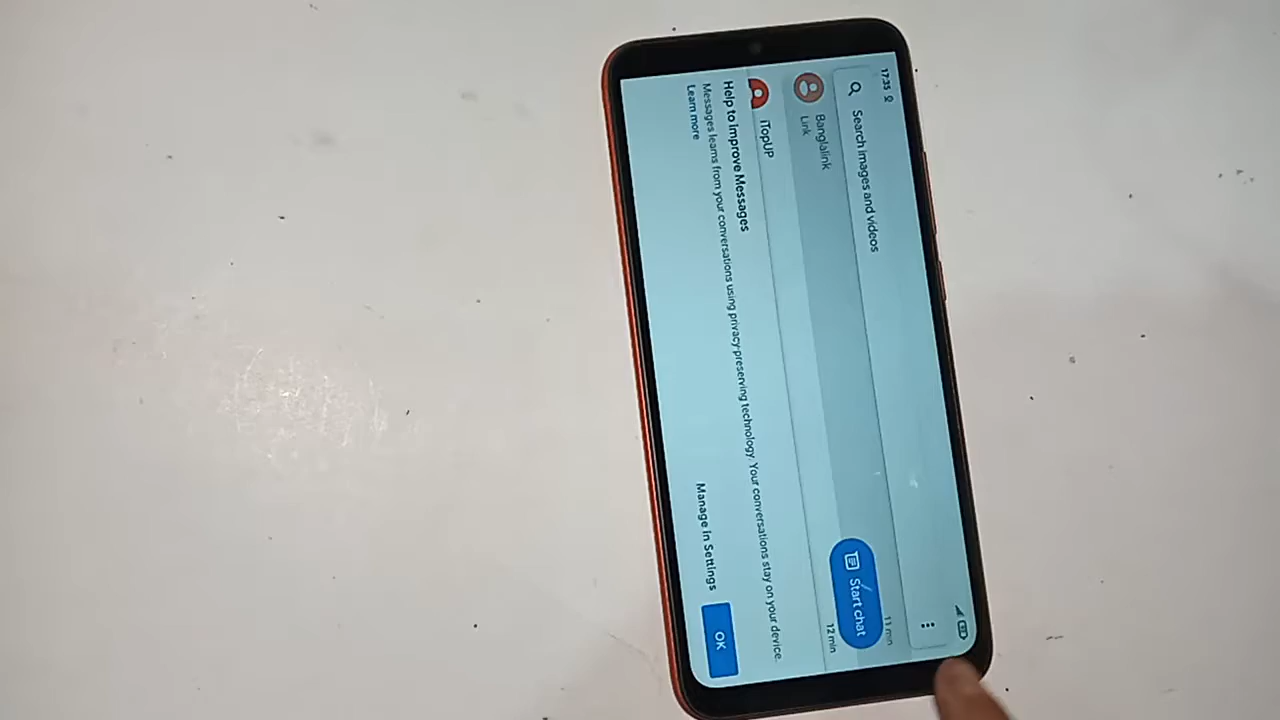 17:35
Search images and videos
Banglalink
Link
11 min
Start chat
iTopUP
12 min
Help to improve Messages
Messages learns from your conversations using privacy-preserving technology. Your conversations stay on your device.
Learn more
Manage in Settings
OK